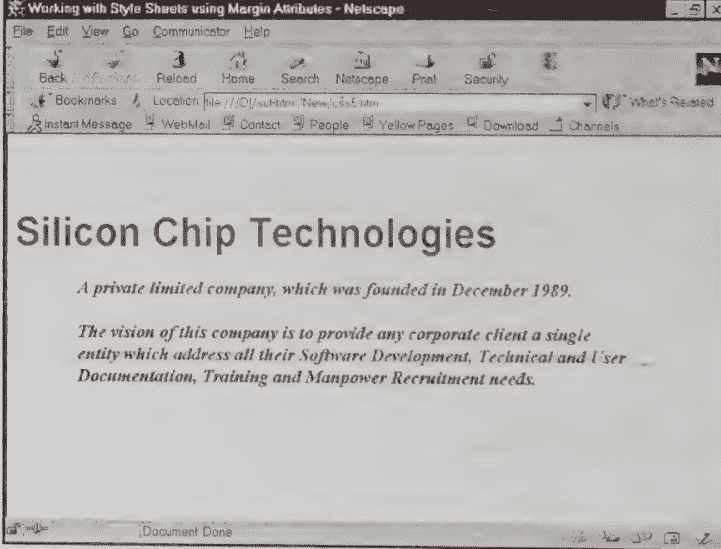 Working with Style Sheets using Margin Attributes - Netscape
File Edit View Go Communicator Help
Back Reload Home Search Netscape Print Security
Bookmarks Location What's Related
Instant Message WebMail Contact People Yellow Pages Download Channels
Silicon Chip Technologies
A private limited company, which was founded in December 1989.
The vision of this company is to provide any corporate client a single
entity which address all their Software Development, Technical and User
Documentation, Training and Manpower Recruitment needs.
Document Done